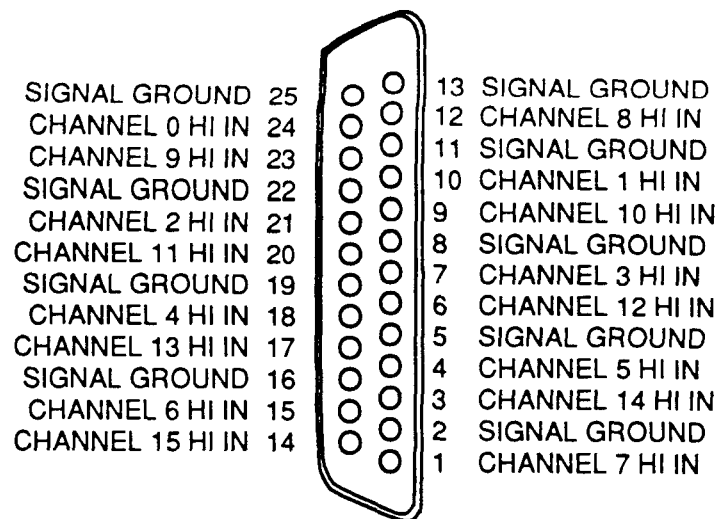 SIGNAL GROUND 25
CHANNEL 0 HI IN 24
CHANNEL 9 HI IN 23
SIGNAL GROUND 22
CHANNEL 2 HI IN 21
CHANNEL 11 HI IN 20
SIGNAL GROUND 19
CHANNEL 4 HI IN 18
CHANNEL 13 HI IN 17
SIGNAL GROUND 16
CHANNEL 6 HI IN 15
CHANNEL 15 HI IN 14
13 SIGNAL GROUND
12 CHANNEL 8 HI IN
11 SIGNAL GROUND
10 CHANNEL 1 HI IN
9 CHANNEL 10 HI IN
8 SIGNAL GROUND
7 CHANNEL 3 HI IN
6 CHANNEL 12 HI IN
5 SIGNAL GROUND
4 CHANNEL 5 HI IN
3 CHANNEL 14 HI IN
2 SIGNAL GROUND
1 CHANNEL 7 HI IN